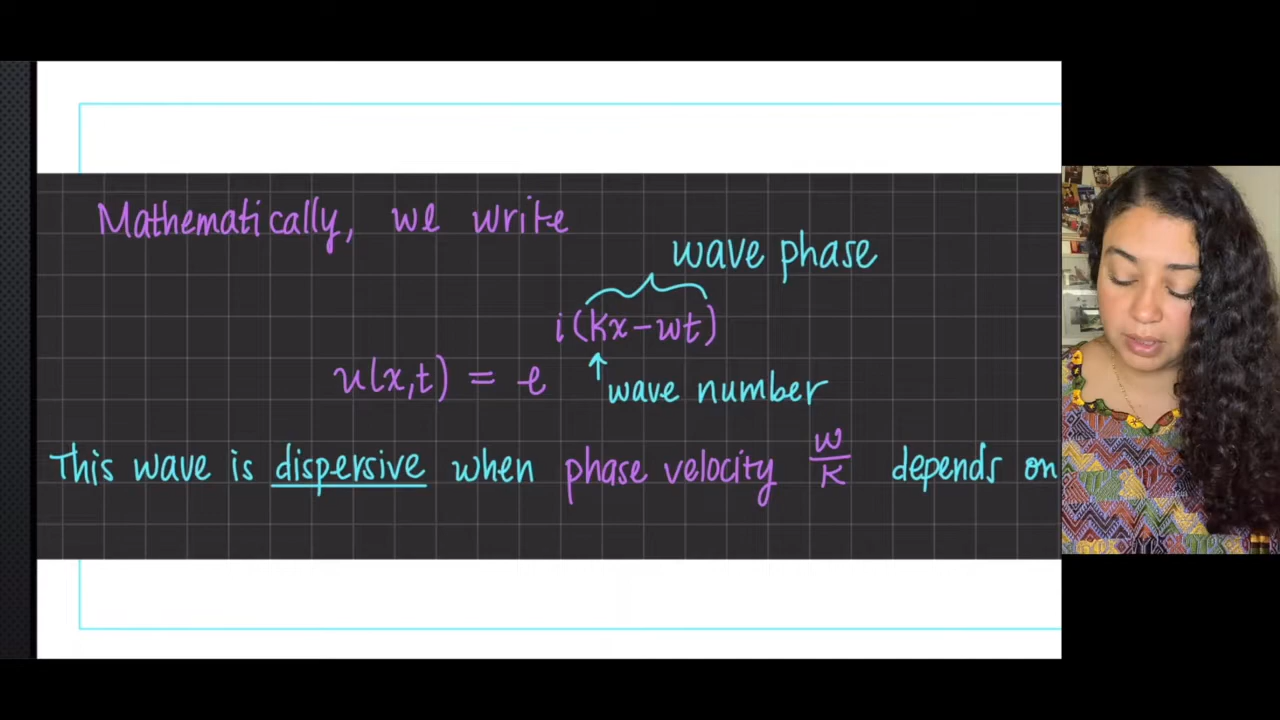 Mathematically, we write
wave phase
i(kx-wt)
u(x,t) = e
wave number
This wave is dispersive when phase velocity w/k depends on